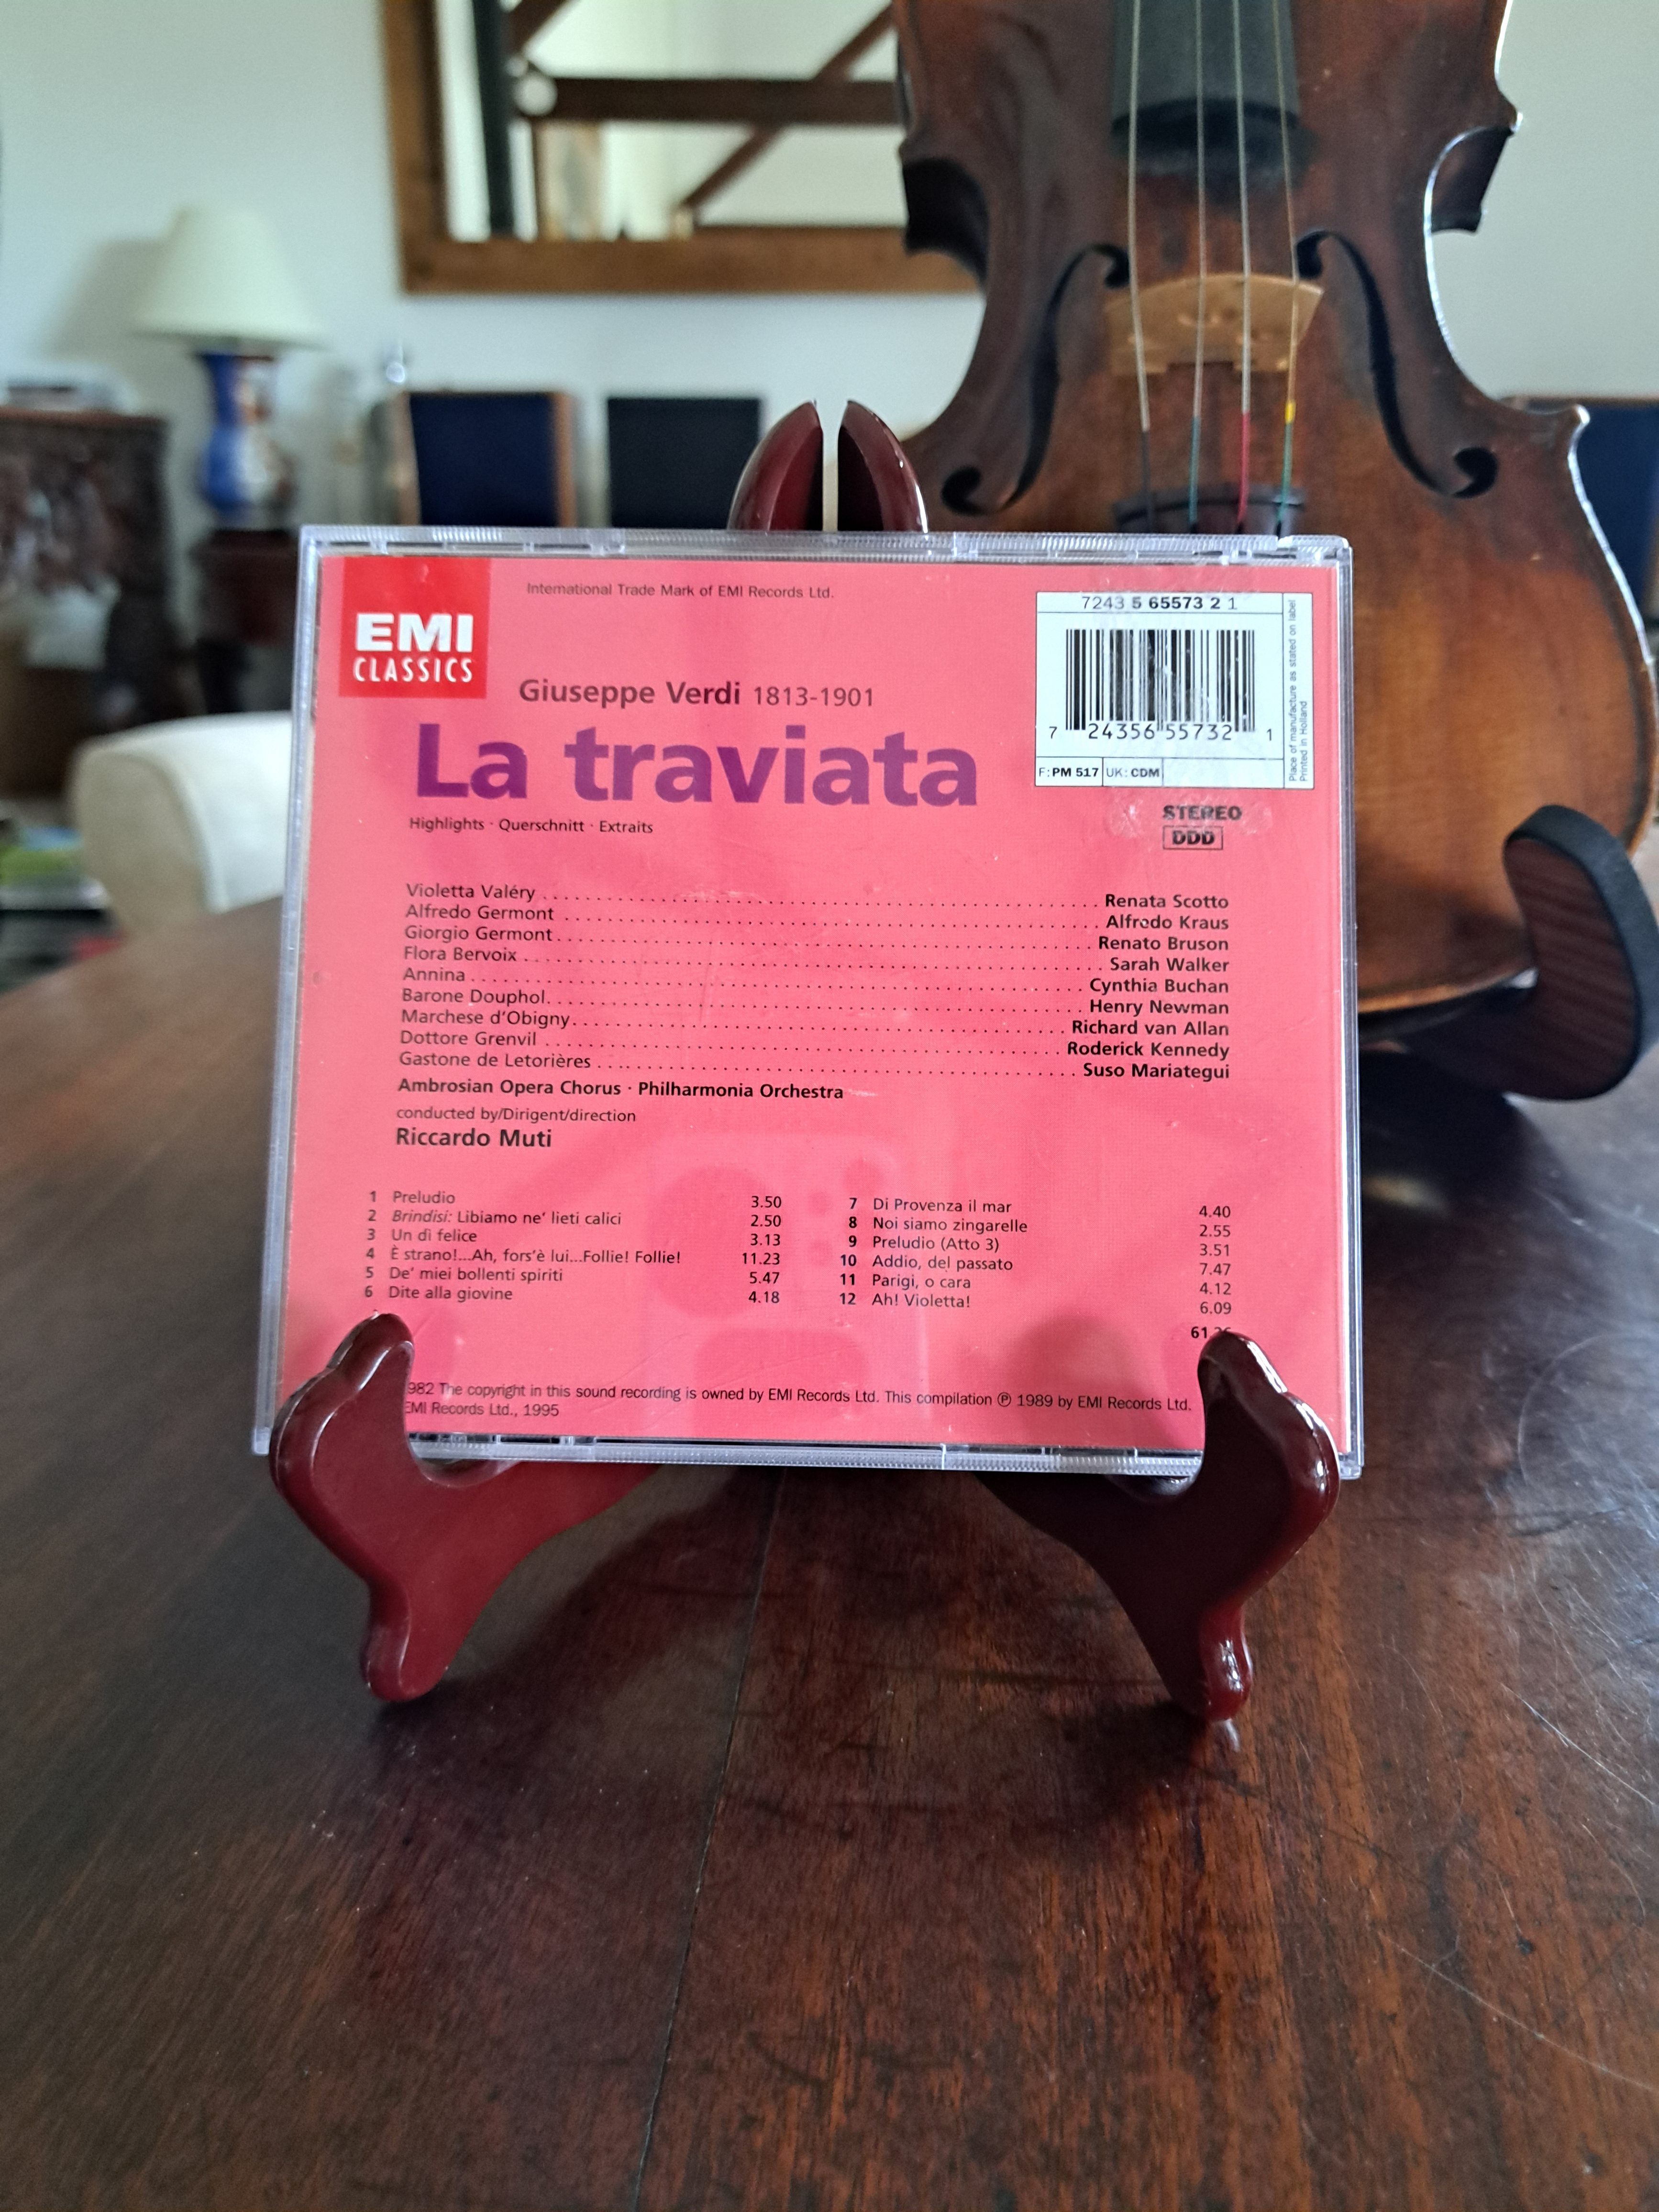 EMI
CLASSICS
International Trade Mark of EMI Records Ltd.
7243 5 65573 2 1
7 24356 55732 1
F: PM 517 UK: CDM
Place of manufacture as stated on label
Printed in Holland
Giuseppe Verdi 1813-1901
La traviata
Highlights · Querschnitt · Extraits
STEREO
DDD
Violetta Valéry . . . . . . . . . . Renata Scotto
Alfredo Germont . . . . . . . . . . Alfredo Kraus
Giorgio Germont . . . . . . . . . . Renato Bruson
Flora Bervoix . . . . . . . . . . Sarah Walker
Annina . . . . . . . . . . Cynthia Buchan
Barone Douphol . . . . . . . . . . Henry Newman
Marchese d'Obigny . . . . . . . . . . Richard van Allan
Dottore Grenvil . . . . . . . . . . Roderick Kennedy
Gastone de Letorières . . . . . . . . . . Suso Mariategui
Ambrosian Opera Chorus · Philharmonia Orchestra
conducted by/Dirigent/direction
Riccardo Muti
1 Preludio 3.50
2 Brindisi: Libiamo ne' lieti calici 2.50
3 Un dì felice 3.13
4 È strano!...Ah, fors'è lui...Follie! Follie! 11.23
5 De' miei bollenti spiriti 5.47
6 Dite alla giovine 4.18
7 Di Provenza il mar 4.40
8 Noi siamo zingarelle 2.55
9 Preludio (Atto 3) 3.51
10 Addio, del passato 7.47
11 Parigi, o cara 4.12
12 Ah! Violetta! 6.09
61
982 The copyright in this sound recording is owned by EMI Records Ltd. This compilation ℗ 1989 by EMI Records Ltd.
EMI Records Ltd., 1995